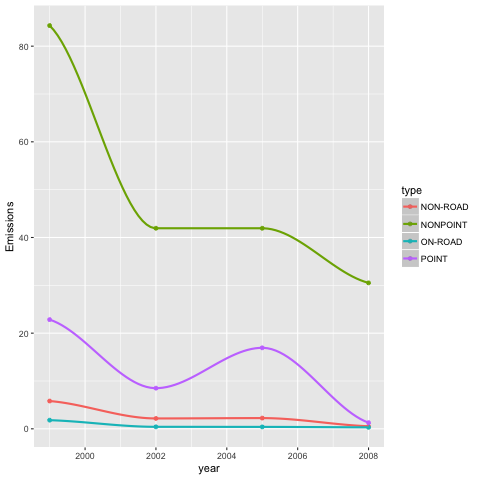 Emissions
80
60
40
20
0
2000
2002
2004
2006
2008
year
type
NON-ROAD
NONPOINT
ON-ROAD
POINT